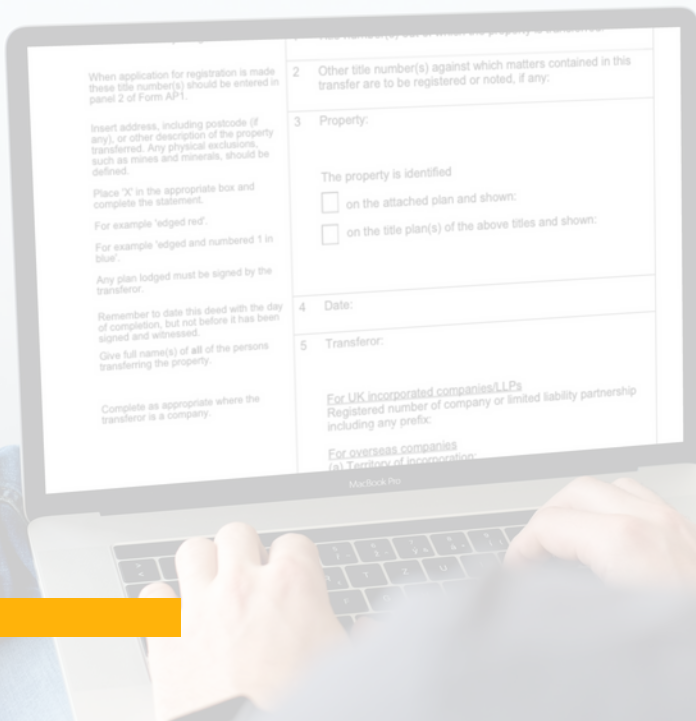 When application for registration is made
these title number(s) should be entered in
panel 2 of Form AP1.
Insert address, including postcode (if
any), or other description of the property
transferred. Any physical exclusions,
such as mines and minerals, should be
defined.
Place 'X' in the appropriate box and
complete the statement.
For example 'edged red'.
For example 'edged and numbered 1 in
blue'.
Any plan lodged must be signed by the
transferor.
Remember to date this deed with the day
of completion, but not before it has been
signed and witnessed.
Give full name(s) of all of the persons
transferring the property.
Complete as appropriate where the
transferor is a company.
2 Other title number(s) against which matters contained in this
transfer are to be registered or noted, if any:
3 Property:
The property is identified
on the attached plan and shown:
on the title plan(s) of the above titles and shown:
4 Date:
5 Transferor:
For UK incorporated companies/LLPs
Registered number of company or limited liability partnership
including any prefix:
For overseas companies
(a) Territory of incorporation:
MacBook Pro